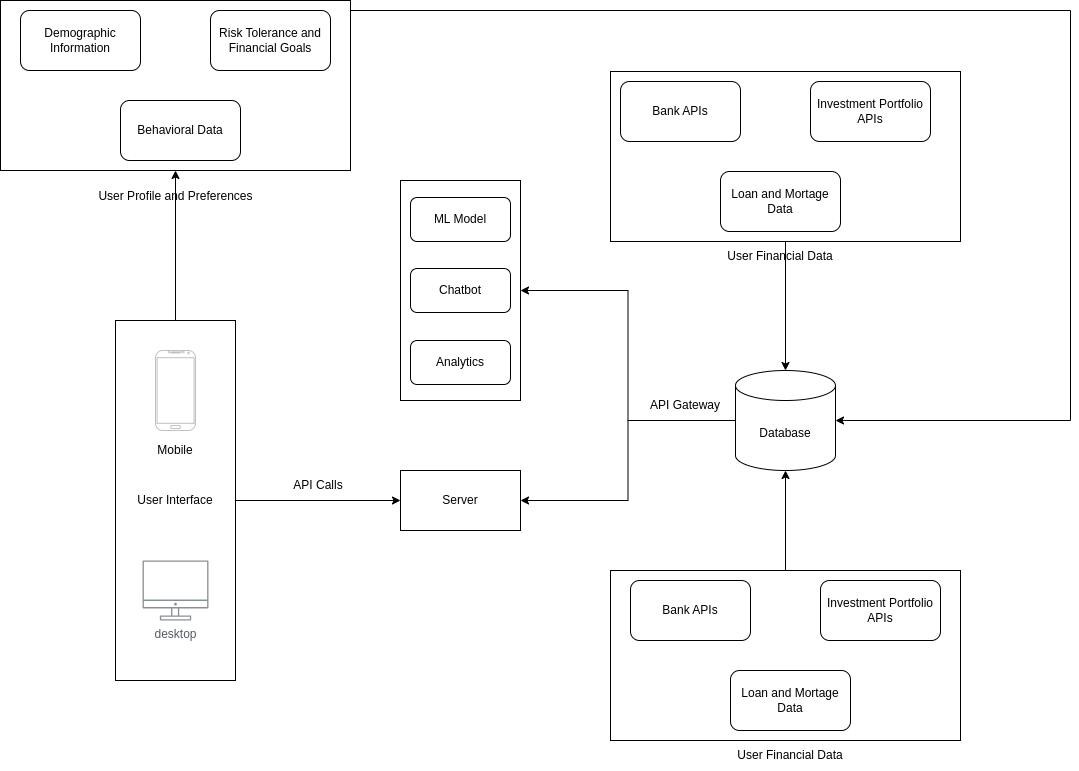 Demographic
Information
Risk Tolerance and
Financial Goals
Behavioral Data
User Profile and Preferences
Bank APIs
Investment Portfolio
APIs
Loan and Mortage
Data
User Financial Data
ML Model
Chatbot
Analytics
API Gateway
Database
Mobile
User Interface
desktop
API Calls
Server
Bank APIs
Investment Portfolio
APIs
Loan and Mortage
Data
User Financial Data